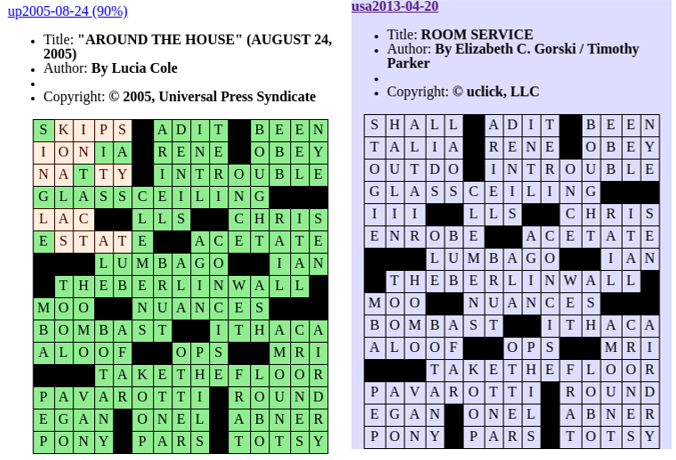 up2005-08-24 (90%)
Title: "AROUND THE HOUSE" (AUGUST 24,
2005)
Author: By Lucia Cole
Copyright: © 2005, Universal Press Syndicate
S K I P S A D I T B E E N
I O N I A R E N E O B E Y
N A T T Y I N T R O U B L E
G L A S S C E I L I N G
L A C L L S C H R I S
E S T A T E A C E T A T E
L U M B A G O I A N
T H E B E R L I N W A L L
M O O N U A N C E S
B O M B A S T I T H A C A
A L O O F O P S M R I
T A K E T H E F L O O R
P A V A R O T T I R O U N D
E G A N O N E L A B N E R
P O N Y P A R S T O T S Y
usa2013-04-20
Title: ROOM SERVICE
Author: By Elizabeth C. Gorski / Timothy
Parker
Copyright: © uclick, LLC
S H A L L A D I T B E E N
T A L I A R E N E O B E Y
O U T D O I N T R O U B L E
G L A S S C E I L I N G
I I I L L S C H R I S
E N R O B E A C E T A T E
L U M B A G O I A N
T H E B E R L I N W A L L
M O O N U A N C E S
B O M B A S T I T H A C A
A L O O F O P S M R I
T A K E T H E F L O O R
P A V A R O T T I R O U N D
E G A N O N E L A B N E R
P O N Y P A R S T O T S Y